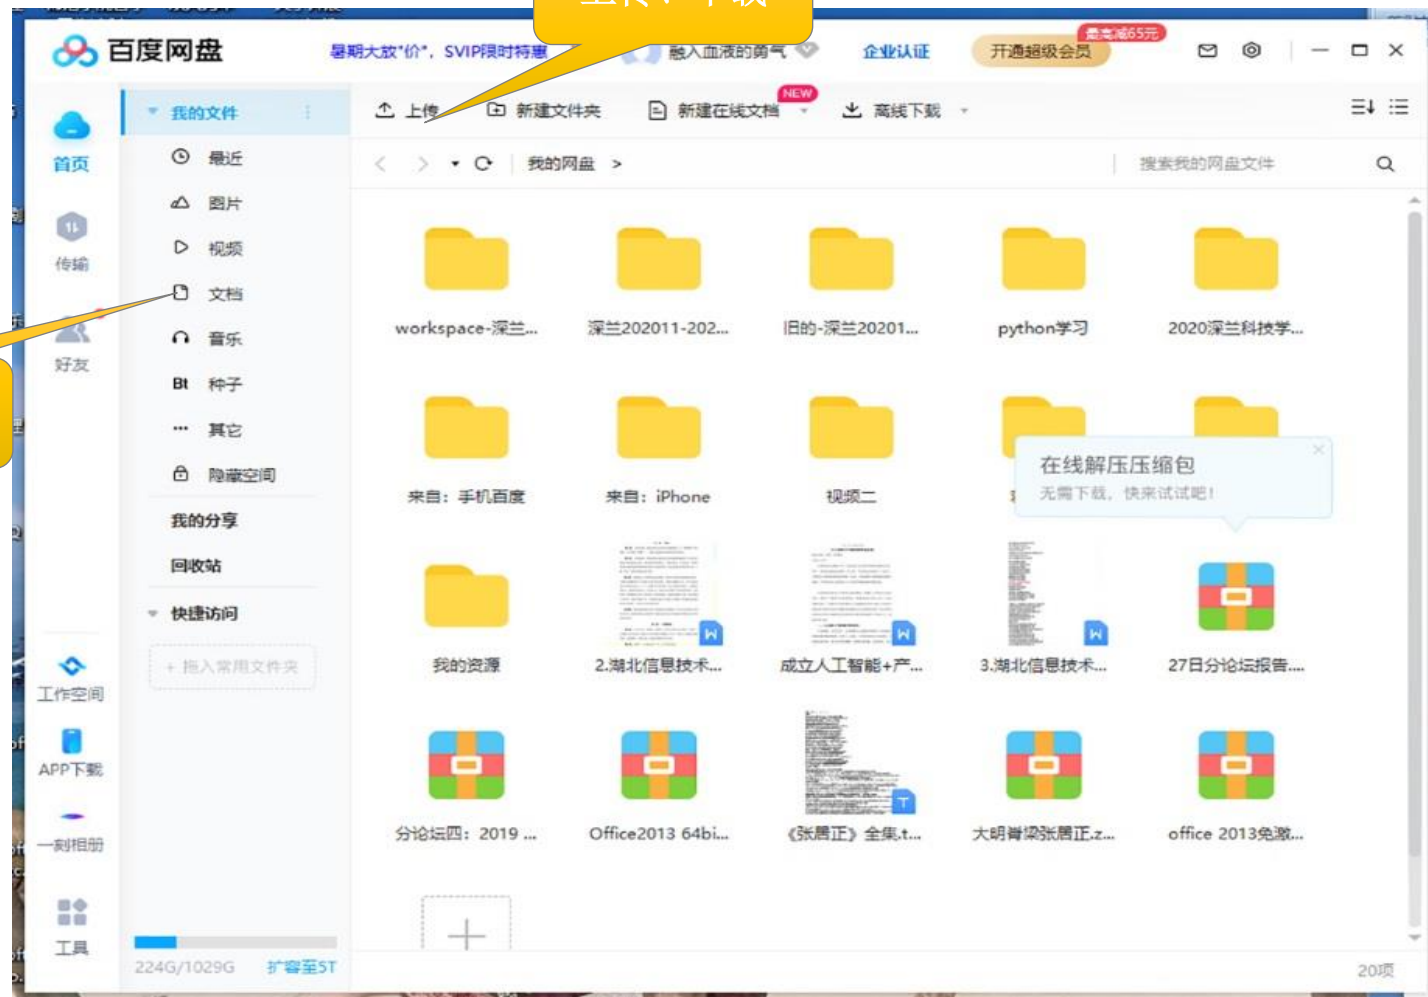 上传、下载
百度网盘
暑期大放"价"，SVIP限时特惠
融入血液的勇气
企业认证
开通超级会员
最高减65元
首页
传输
好友
工作空间
APP下载
一刻相册
工具
我的文件
最近
图片
视频
文档
音乐
Bt 种子
其它
隐藏空间
我的分享
回收站
快捷访问
+ 拖入常用文件夹
224G/1029G 扩容至5T
上传 新建文件夹 新建在线文档 NEW 离线下载
我的网盘 >
搜索我的网盘文件
workspace-深兰... 深兰202011-202... 旧的-深兰20201... python学习 2020深兰科技学...
来自：手机百度 来自：iPhone 视频二
在线解压压缩包
无需下载，快来试试吧！
我的资源 2.湖北信息技术... 成立人工智能+产... 3.湖北信息技术... 27日分论坛报告....
分论坛四：2019 ... Office2013 64bi... 《张居正》全集.t... 大明脊梁张居正.z... office 2013免激...
20项